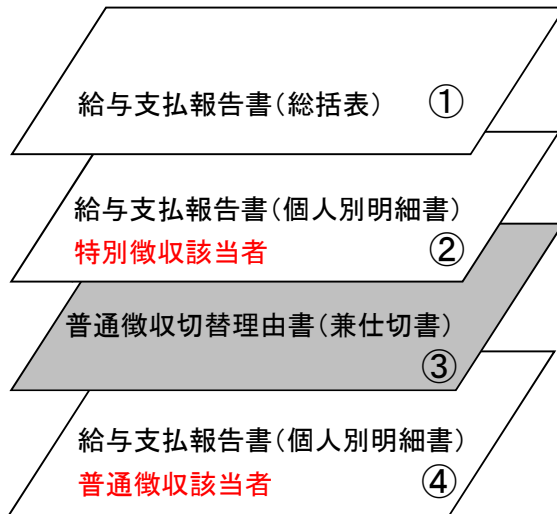 給与支払報告書(総括表) ①
給与支払報告書(個人別明細書)
特別徴収該当者 ②
普通徴収切替理由書(兼仕切書)
③
給与支払報告書(個人別明細書)
普通徴収該当者 ④